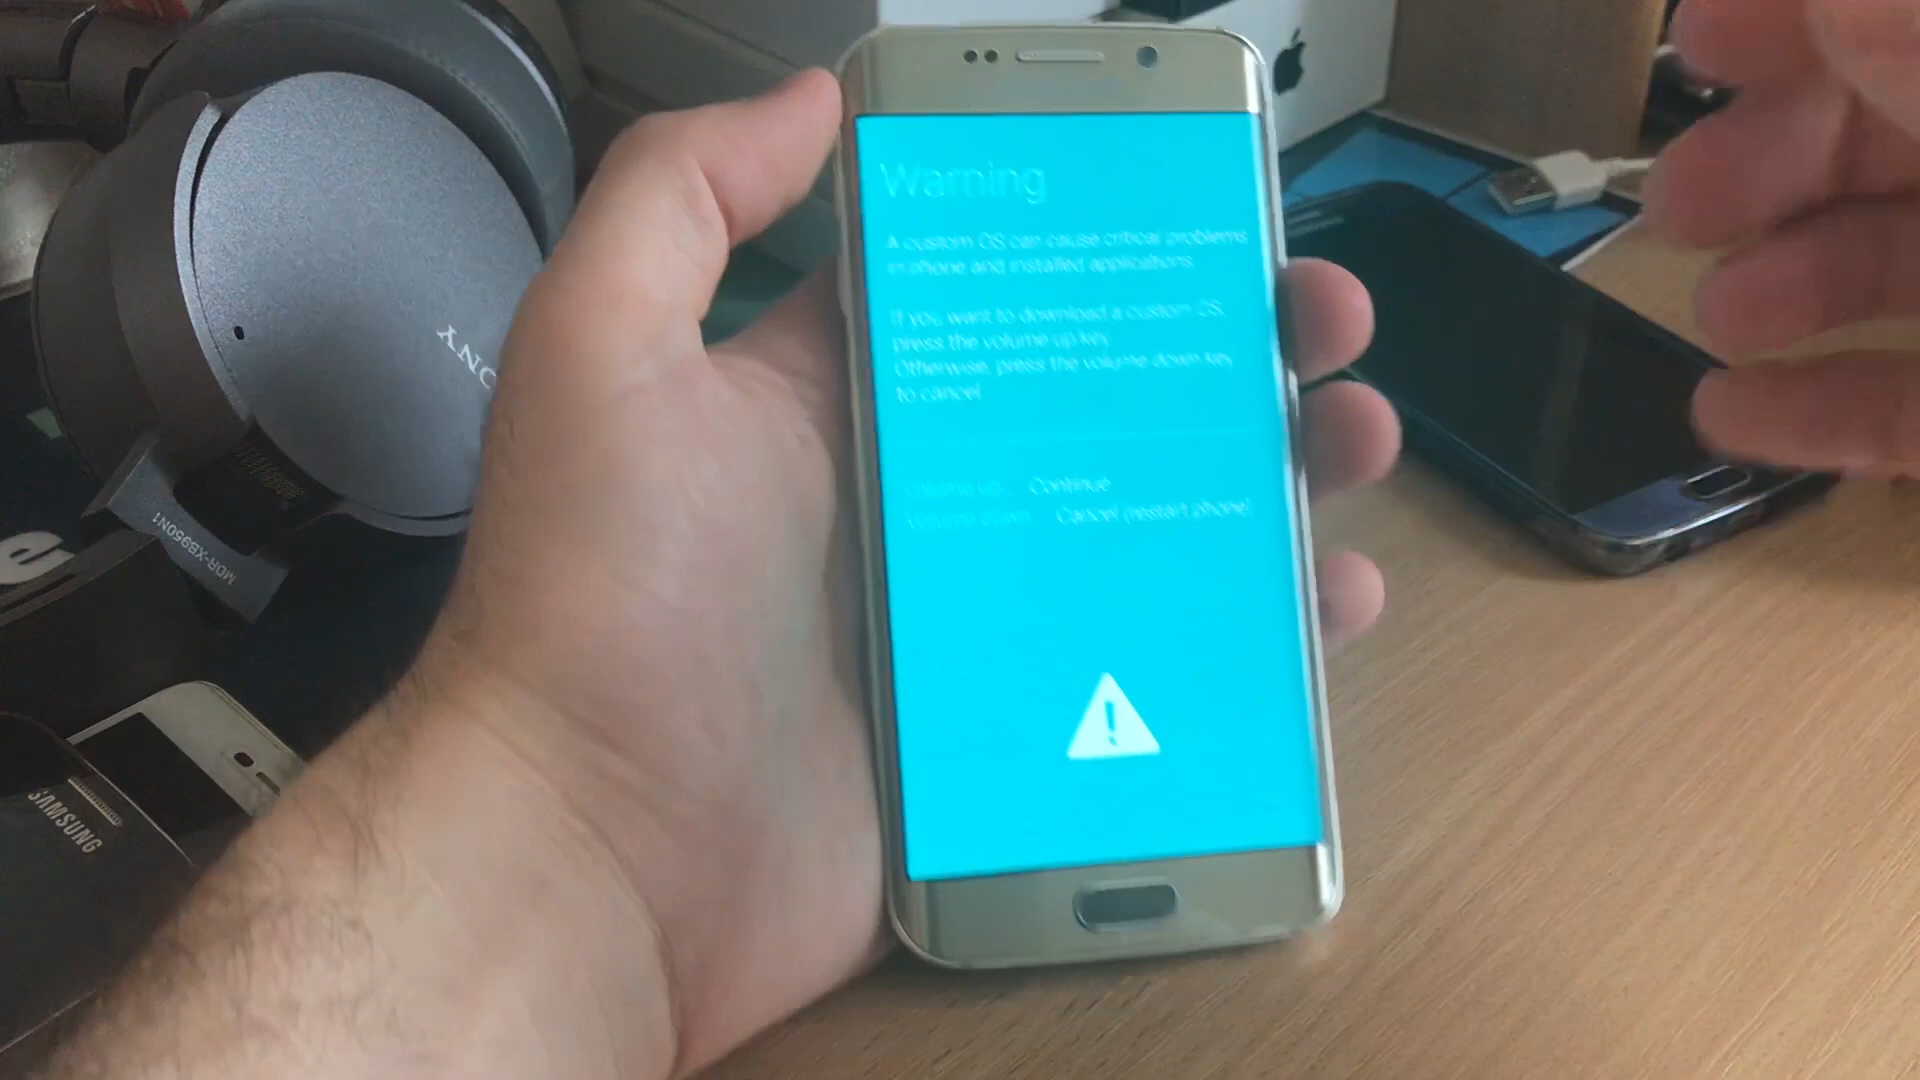 Warning
A custom OS can cause critical problems
in phone and installed applications.
If you want to download a custom OS,
press the volume up key.
Otherwise, press the volume down key
to cancel.
Volume up: Continue
Volume down: Cancel (restart phone)
SONY
MDR-XB950N1
SAMSUNG